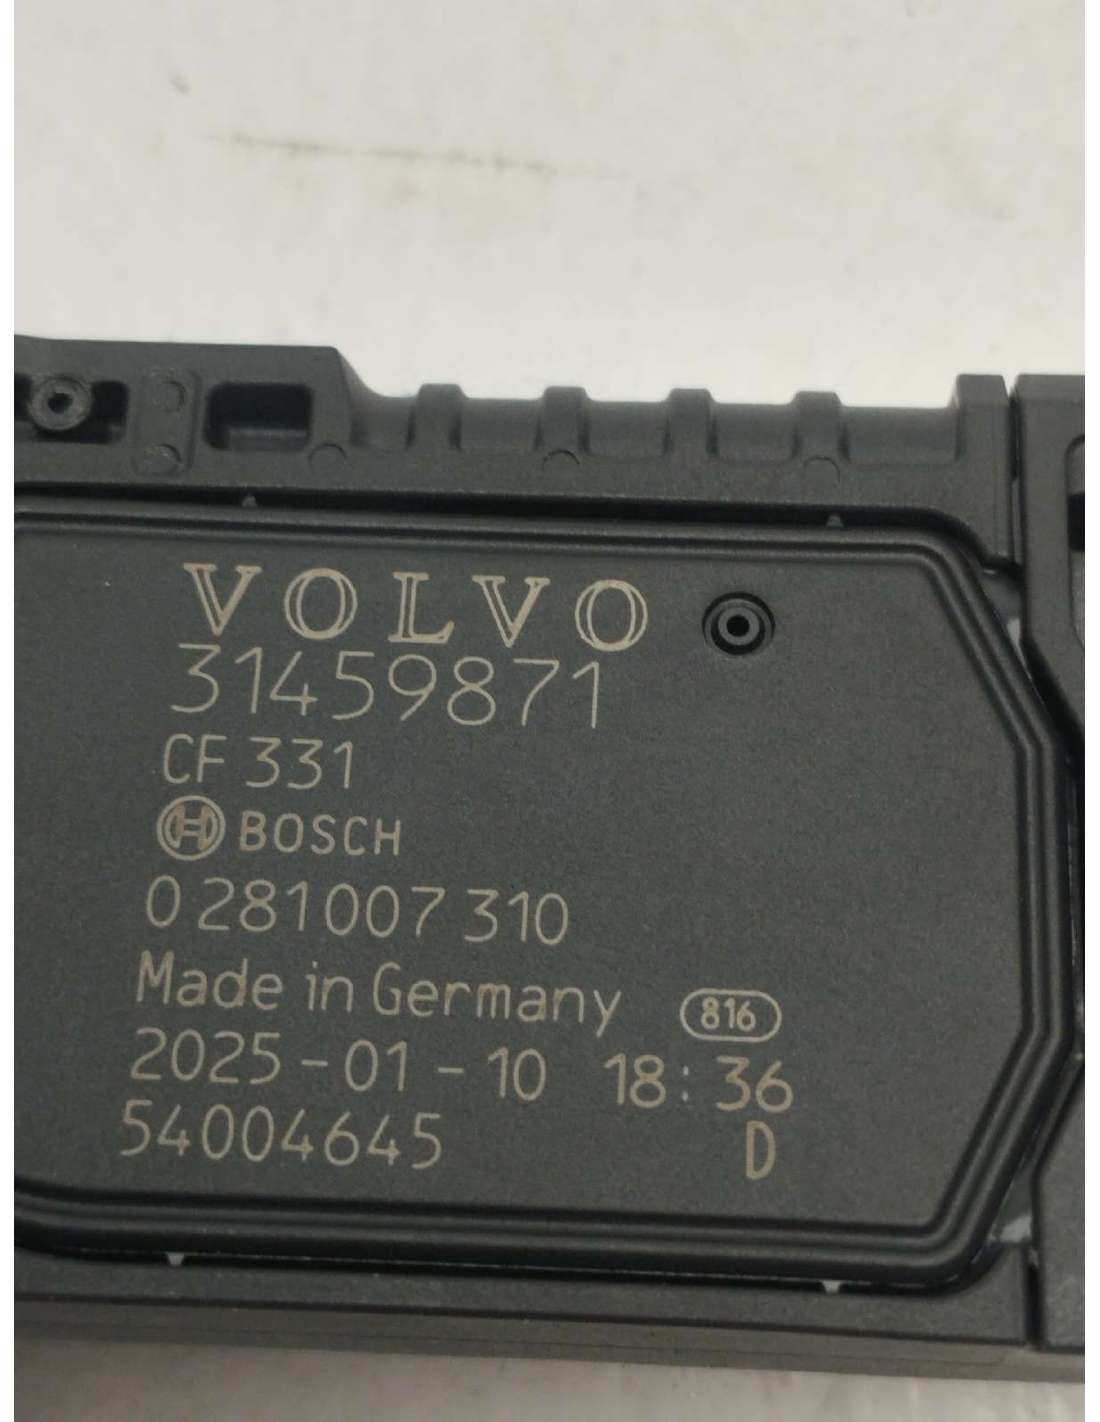 VOLVO
31459871
CF 331
BOSCH
0 281 007 310
Made in Germany 816
2025-01-10 18:36
54004645 D